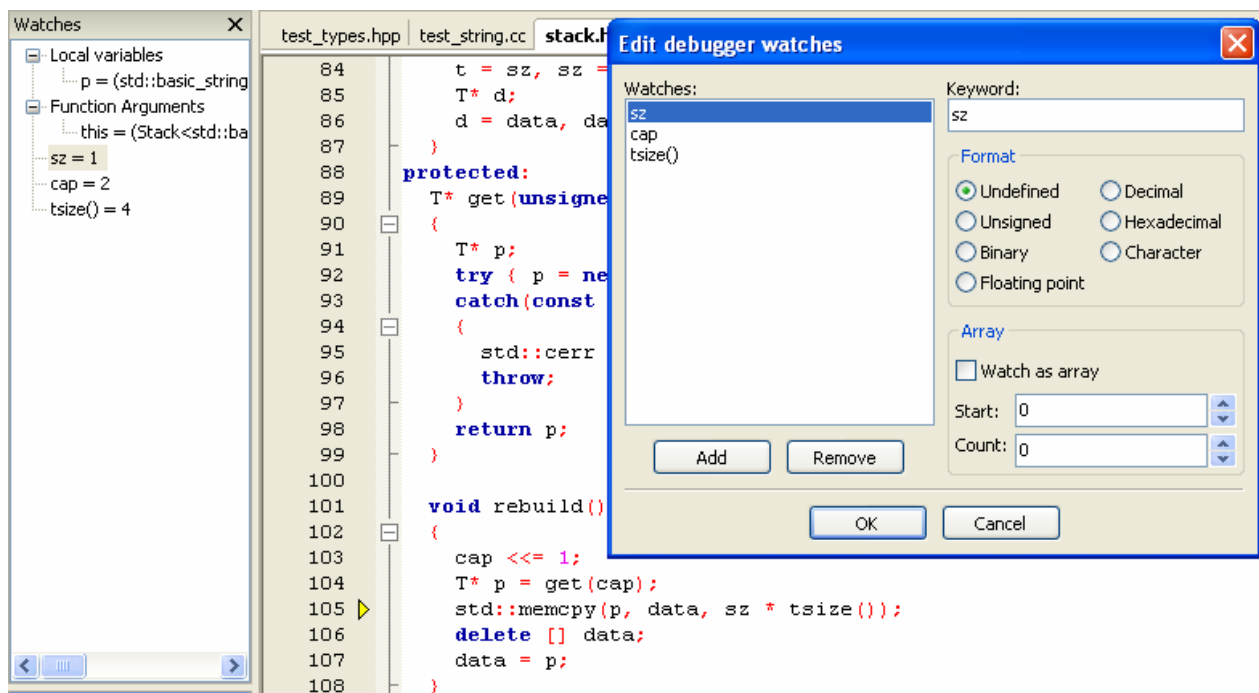 Watches
Local variables
p = (std::basic_string
Function Arguments
this = (Stack<std::ba
sz = 1
cap = 2
tsize() = 4
test_types.hpp test_string.cc stack.h
84 t = sz, sz =
85 T* d;
86 d = data, da
87 }
88 protected:
89 T* get(unsigne
90 {
91 T* p;
92 try { p = ne
93 catch(const
94 {
95 std::cerr
96 throw;
97 }
98 return p;
99 }
100
101 void rebuild()
102 {
103 cap <<= 1;
104 T* p = get(cap);
105 std::memcpy(p, data, sz * tsize());
106 delete [] data;
107 data = p;
108 }
Edit debugger watches
Watches:
sz
cap
tsize()
Add Remove
Keyword:
sz
Format
Undefined Decimal
Unsigned Hexadecimal
Binary Character
Floating point
Array
Watch as array
Start: 0
Count: 0
OK Cancel